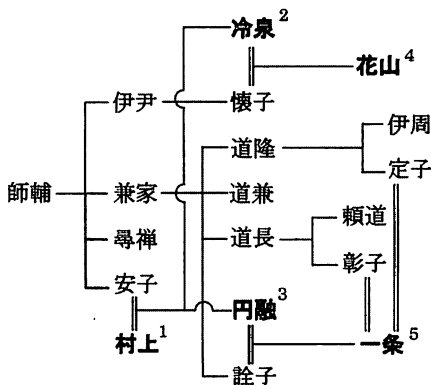 冷泉2
花山4
伊尹 懐子
伊周
道隆
定子
師輔 兼家 道兼
頼道
尋禅 道長
彰子
安子
円融3
村上1 一条5
詮子